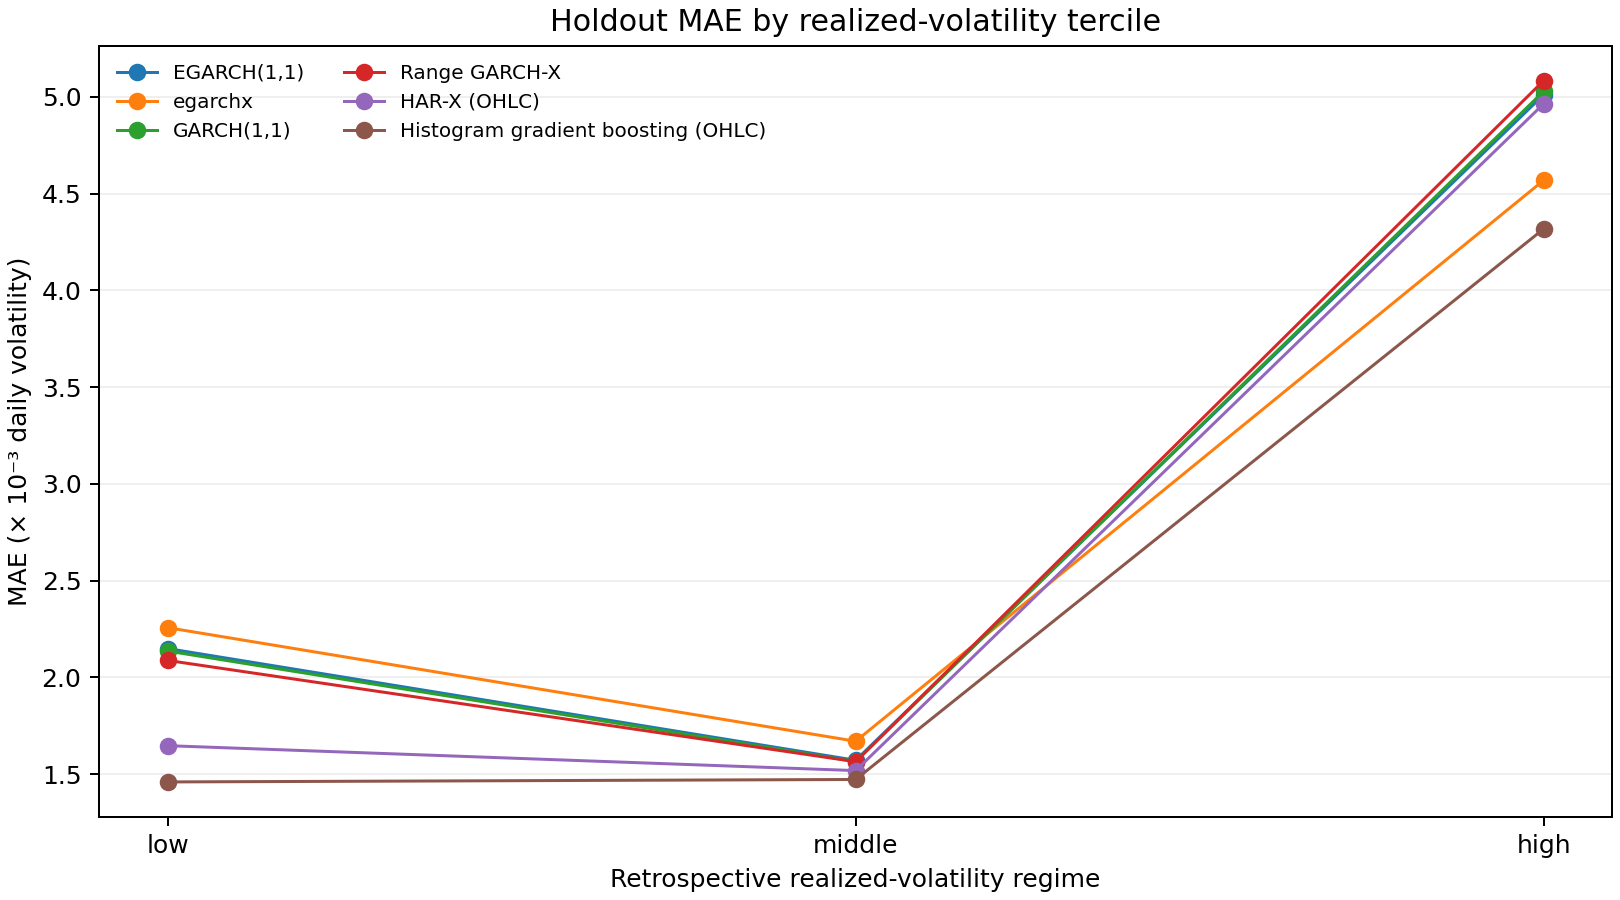 Holdout MAE by realized-volatility tercile
EGARCH(1,1)
egarchx
GARCH(1,1)
Range GARCH-X
HAR-X (OHLC)
Histogram gradient boosting (OHLC)
MAE (× 10⁻³ daily volatility)
5.0
4.5
4.0
3.5
3.0
2.5
2.0
1.5
low
middle
high
Retrospective realized-volatility regime